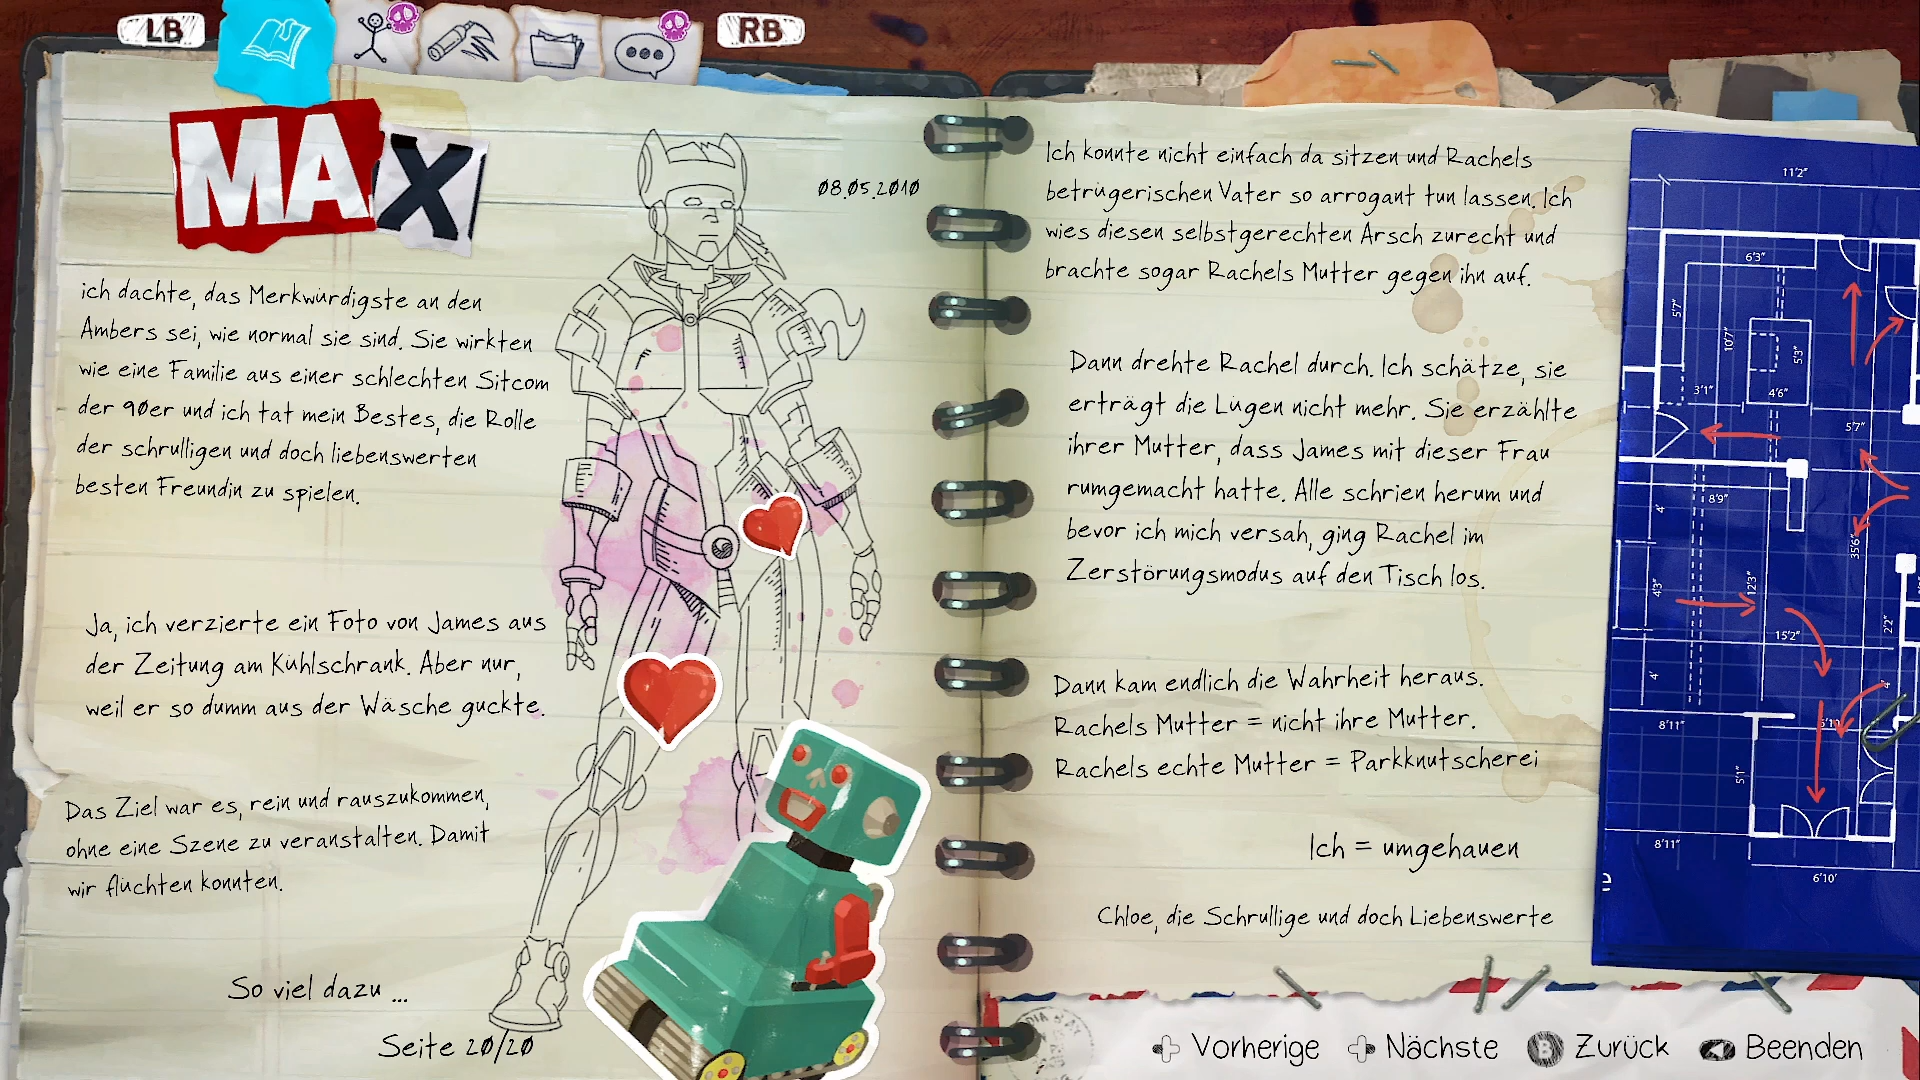 LB
RB
MAX
08.05.2010
ich dachte, das Merkwürdigste an den
Ambers sei, wie normal sie sind. Sie wirkten
wie eine Familie aus einer schlechten Sitcom
der 90er und ich tat mein Bestes, die Rolle
der schrulligen und doch liebenswerten
besten Freundin zu spielen.
Ja, ich verzierte ein Foto von James aus
der Zeitung am Kühlschrank. Aber nur,
weil er so dumm aus der Wäsche guckte.
Das Ziel war es, rein und rauszukommen,
ohne eine Szene zu veranstalten. Damit
wir flüchten konnten.
So viel dazu ...
Seite 20/20
Ich konnte nicht einfach da sitzen und Rachels
betrügerischen Vater so arrogant tun lassen. Ich
wies diesen selbstgerechten Arsch zurecht und
brachte sogar Rachels Mutter gegen ihn auf.
Dann drehte Rachel durch. Ich schätze, sie
erträgt die Lügen nicht mehr. Sie erzählte
ihrer Mutter, dass James mit dieser Frau
rumgemacht hatte. Alle schrien herum und
bevor ich mich versah, ging Rachel im
Zerstörungsmodus auf den Tisch los.
Dann kam endlich die Wahrheit heraus.
Rachels Mutter = nicht ihre Mutter.
Rachels echte Mutter = Parkknutscherei
Ich = umgehauen
Chloe, die Schrullige und doch Liebenswerte
11'2"
6'3"
5'7"
10'7"
5'3"
3'1"
4'6"
5'7"
8'9"
4'
35'6"
4'3"
12'3"
15'2"
2'2"
4'
4'
8'11"
6'10
5'1"
8'11"
6'10'
Vorherige
Nächste
B Zurück
Beenden